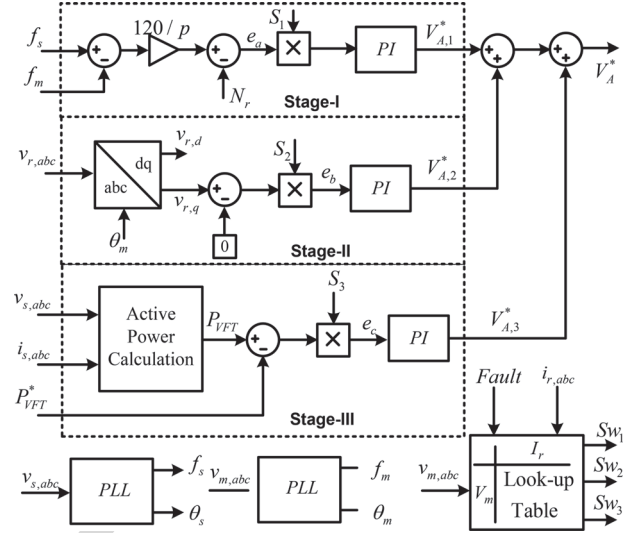 f_s
f_m
120 / p
e_a
S_1
PI
V*_{A,1}
V*_A
N_r
Stage-I
v_{r,abc}
abc
dq
v_{r,d}
v_{r,q}
θ_m
0
S_2
e_b
PI
V*_{A,2}
Stage-II
v_{s,abc}
i_{s,abc}
P*_{VFT}
Active
Power
Calculation
P_{VFT}
S_3
e_c
PI
V*_{A,3}
Stage-III
Fault
i_{r,abc}
v_{s,abc}
PLL
f_s
θ_s
v_{m,abc}
PLL
f_m
θ_m
v_{m,abc}
I_r
V_m
Look-up
Table
Sw_1
Sw_2
Sw_3